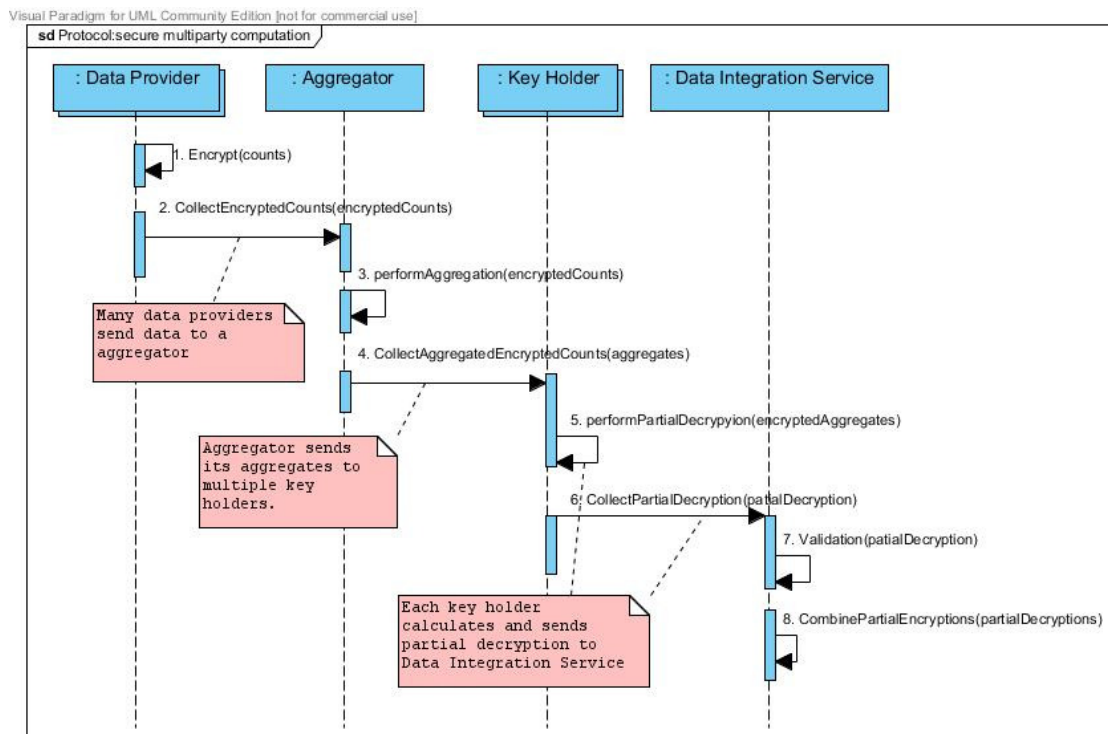 Visual Paradigm for UML Community Edition [not for commercial use]
sd Protocol:secure multiparty computation
: Data Provider
: Aggregator
: Key Holder
: Data Integration Service
1. Encrypt(counts)
2. CollectEncryptedCounts(encryptedCounts)
3. performAggregation(encryptedCounts)
Many data providers
send data to a
aggregator
4. CollectAggregatedEncryptedCounts(aggregates)
5. performPartialDecrypyion(encryptedAggregates)
Aggregator sends
its aggregates to
multiple key
holders.
6. CollectPartialDecryption(patialDecryption)
7. Validation(patialDecryption)
Each key holder
calculates and sends
partial decryption to
Data Integration Service
8. CombinePartialEncryptions(partialDecryptions)